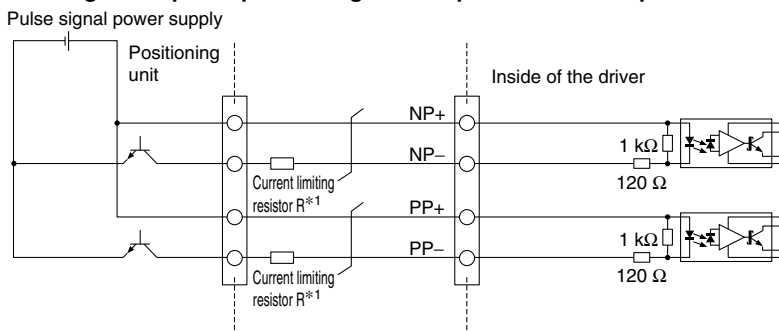 Pulse signal power supply
Positioning
unit
Inside of the driver
NP+
NP−
1 kΩ
120 Ω
Current limiting
resistor R*1
PP+
PP−
1 kΩ
120 Ω
Current limiting
resistor R*1